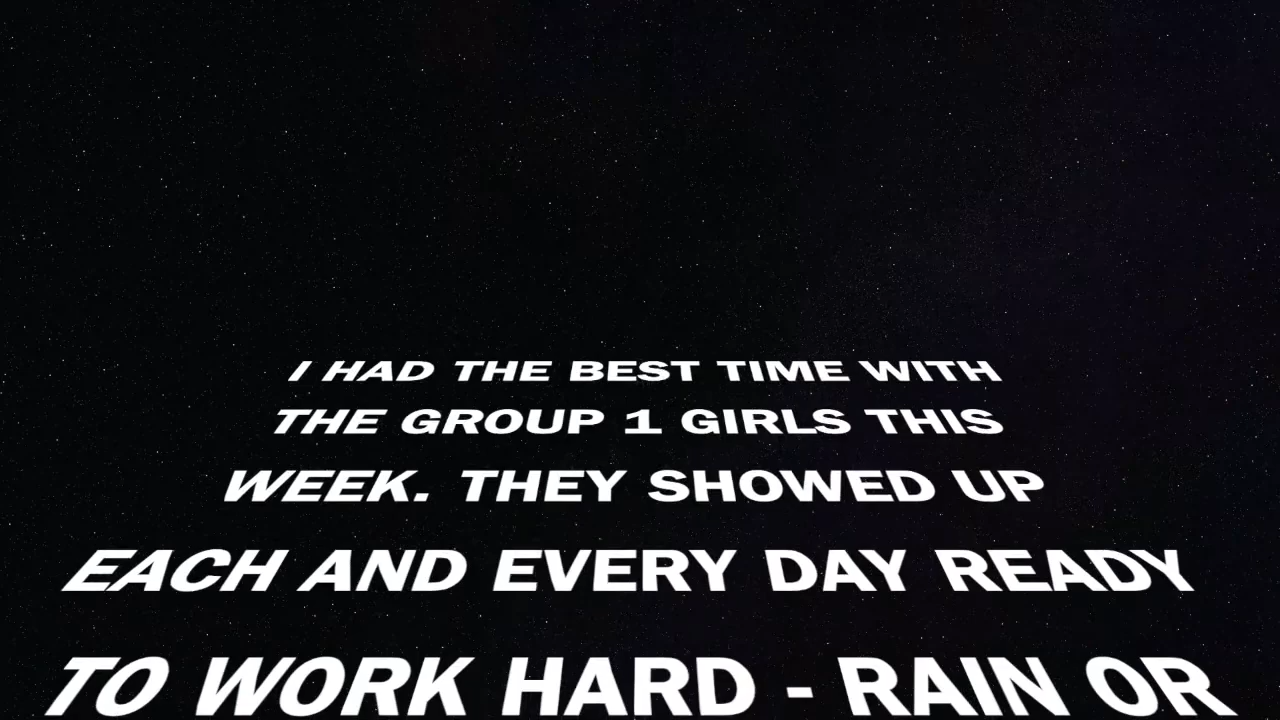 I HAD THE BEST TIME WITH
THE GROUP 1 GIRLS THIS
WEEK. THEY SHOWED UP
EACH AND EVERY DAY READY
TO WORK HARD - RAIN OR